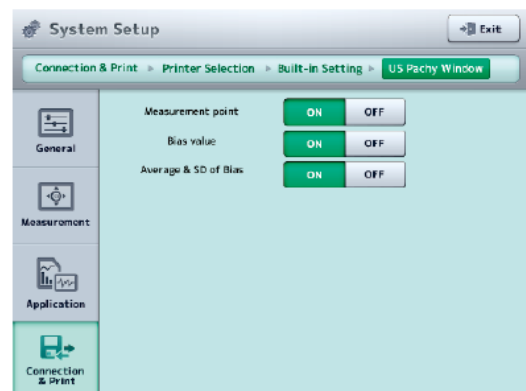 System Setup
Exit
Connection & Print Printer Selection Built-in Setting US Pachy Window
General
Measurement
Application
Connection
& Print
Measurement point ON OFF
Bias value ON OFF
Average & SD of Bias ON OFF